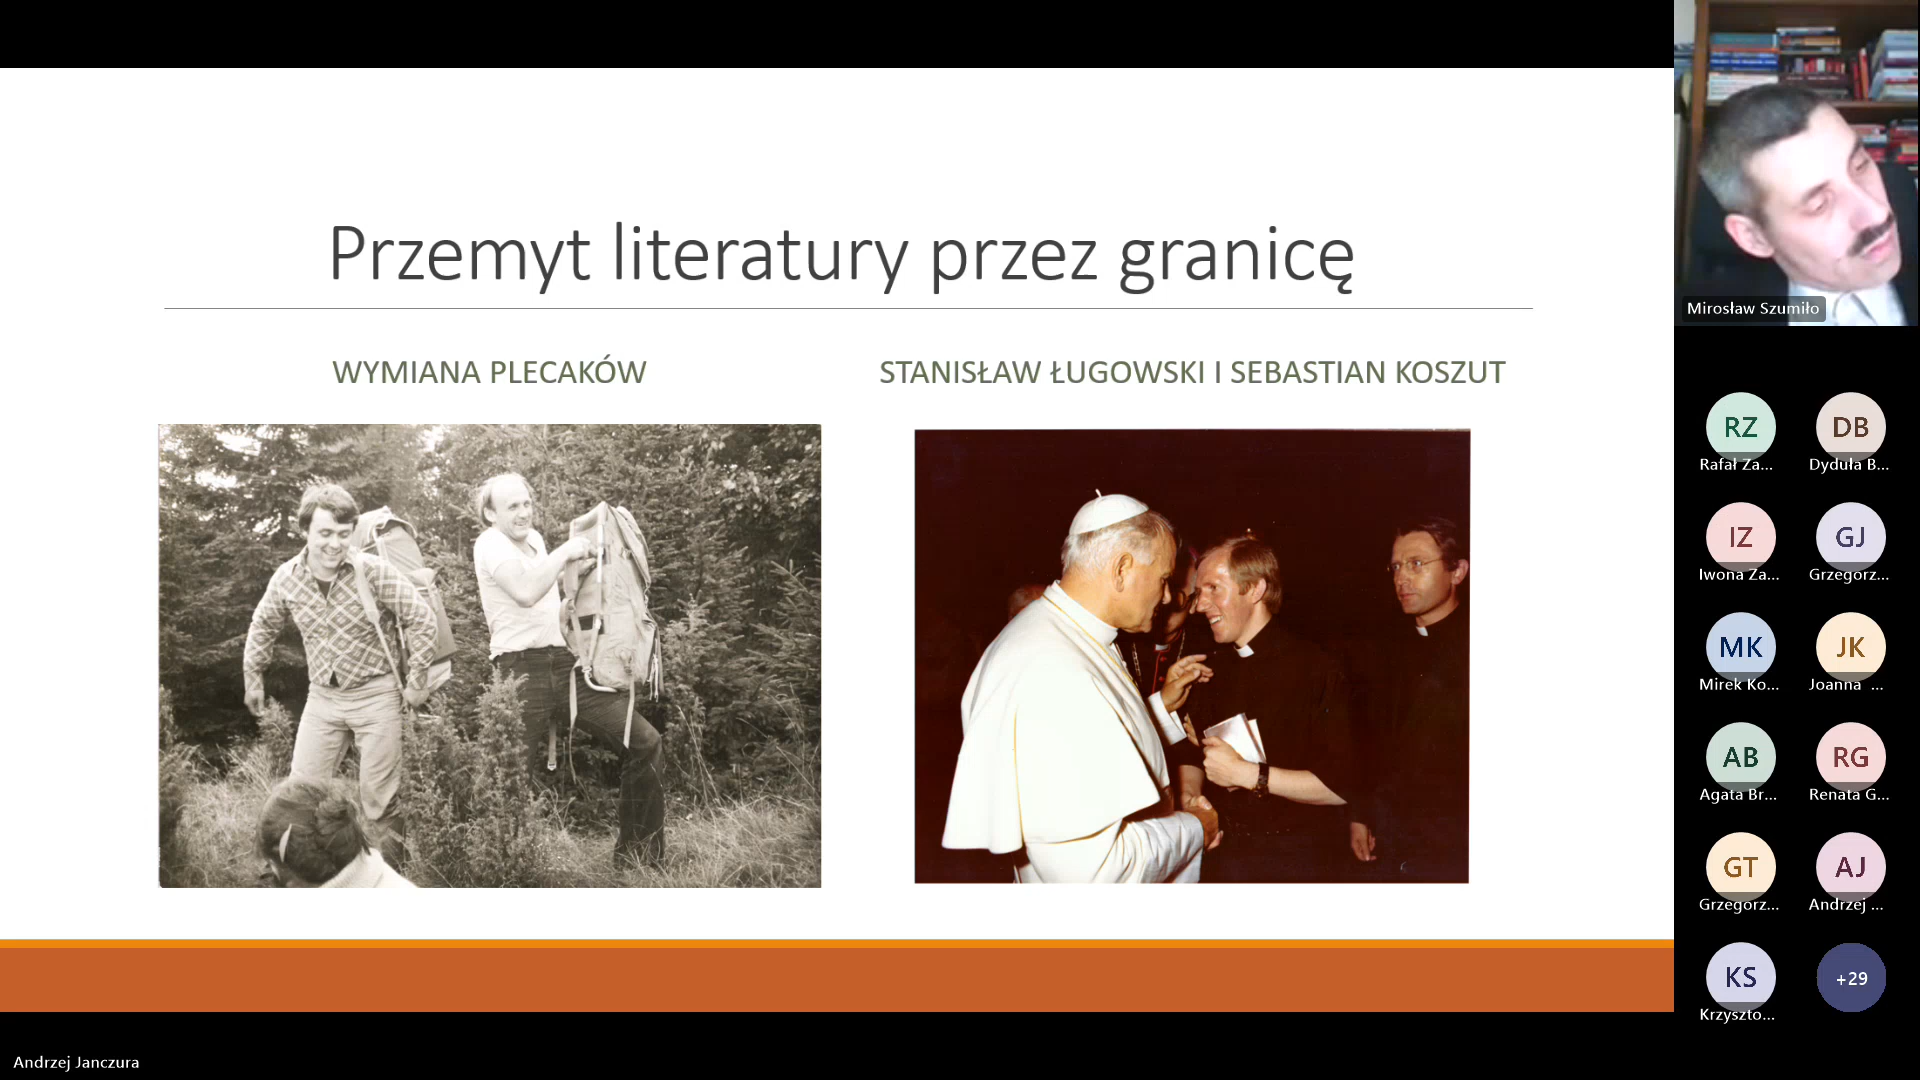 Przemyt literatury przez granicę
WYMIANA PLECAKÓW
STANISŁAW ŁUGOWSKI I SEBASTIAN KOSZUT
Mirosław Szumiło
RZ
Rafał Za...
DB
Dyduła B...
IZ
Iwona Za...
GJ
Grzegorz...
MK
Mirek Ko...
JK
Joanna ...
AB
Agata Br...
RG
Renata G...
GT
Grzegorz...
AJ
Andrzej ...
KS
Krzyszto...
+29
Andrzej Janczura